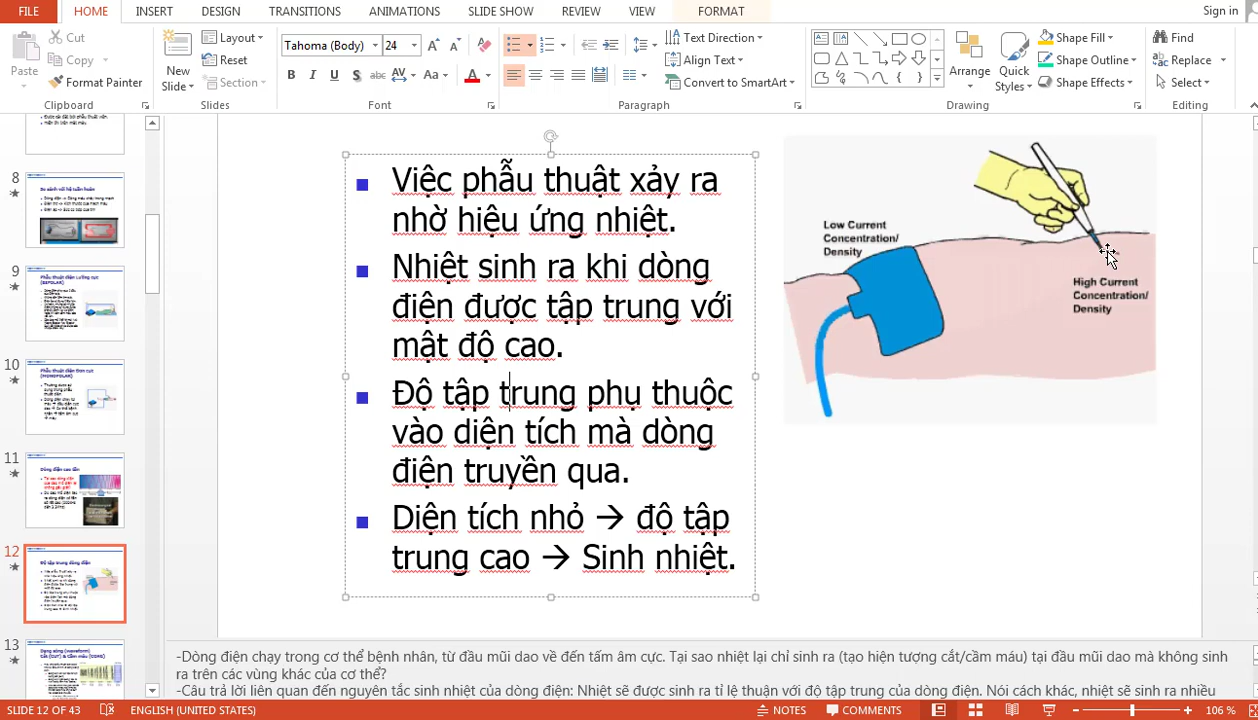 FILE
HOME
INSERT
DESIGN
TRANSITIONS
ANIMATIONS
SLIDE SHOW
REVIEW
VIEW
FORMAT
Sign in
Paste
Cut
Copy
Format Painter
Clipboard
New
Slide
Layout
Reset
Section
Slides
Tahoma (Body)
24
B I U S abc AV Aa A
Font
Text Direction
Align Text
Convert to SmartArt
Paragraph
Arrange
Quick
Styles
Shape Fill
Shape Outline
Shape Effects
Drawing
Find
Replace
Select
Editing
8
9
10
11
12
13
Việc phẫu thuật xảy ra
nhờ hiệu ứng nhiệt.
Nhiệt sinh ra khi dòng
điện được tập trung với
mật độ cao.
Độ tập trung phụ thuộc
vào diện tích mà dòng
điện truyền qua.
Diện tích nhỏ → độ tập
trung cao → Sinh nhiệt.
Low Current
Concentration/
Density
High Current
Concentration/
Density
-Dòng điện chạy trong cơ thể bệnh nhân, từ đầu mũi dao về đến tấm âm cực. Tại sao nhiệt lại chỉ sinh ra (tạo hiện tượng cắt/cầm máu) tại đầu mũi dao mà không sinh
ra trên các vùng khác của cơ thể?
-Câu trả lời liên quan đến nguyên tắc sinh nhiệt của dòng điện: Nhiệt sẽ được sinh ra tỉ lệ thuận với độ tập trung của dòng điện. Nói cách khác, nhiệt sẽ sinh ra nhiều
SLIDE 12 OF 43
ENGLISH (UNITED STATES)
NOTES
COMMENTS
106 %